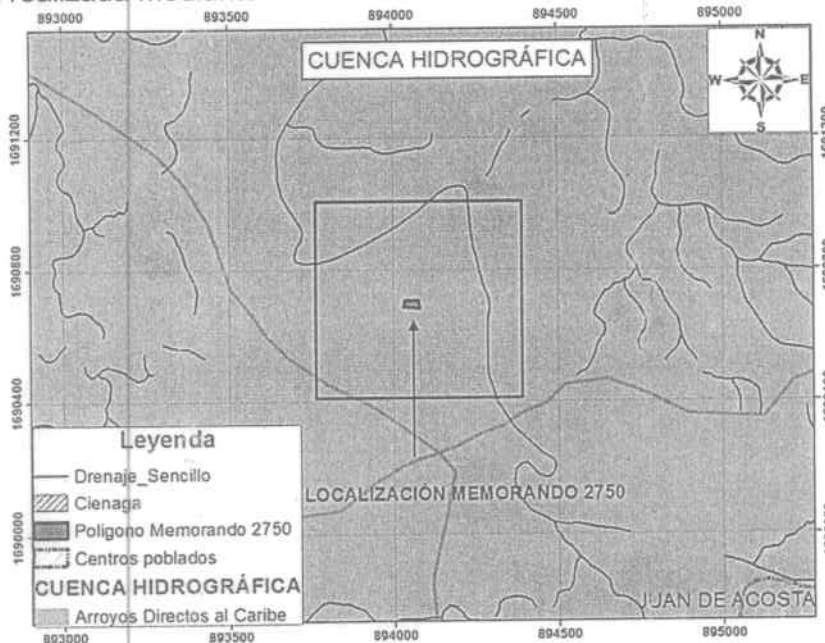 893000 893500 894000 894500 895000
CUENCA HIDROGRÁFICA
N
W E
S
1691200
1690800
1690400
1690000
Leyenda
Drenaje_Sencillo
Cienaga
Poligono Memorando 2750
Centros poblados
CUENCA HIDROGRÁFICA
Arroyos Directos al Caribe
LOCALIZACIÓN MEMORANDO 2750
JUAN DE ACOSTA
893000 893500 894000 894500 895000